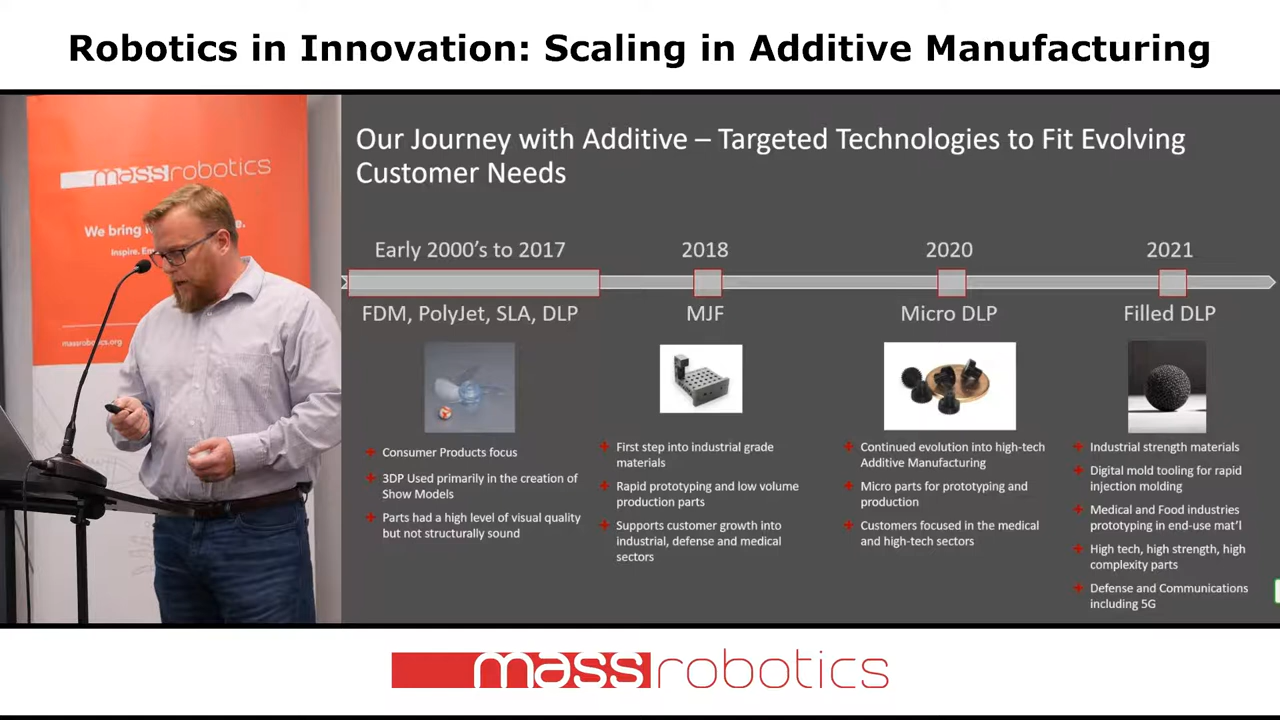 Robotics in Innovation: Scaling in Additive Manufacturing
massrobotics
We bring
e.
Inspire.
massrobotics.org
Our Journey with Additive – Targeted Technologies to Fit Evolving
Customer Needs
Early 2000's to 2017
2018
2020
2021
FDM, PolyJet, SLA, DLP
MJF
Micro DLP
Filled DLP
Consumer Products focus
3DP Used primarily in the creation of
Show Models
Parts had a high level of visual quality
but not structurally sound
First step into industrial grade
materials
Rapid prototyping and low volume
production parts
Supports customer growth into
industrial, defense and medical
sectors
Continued evolution into high-tech
Additive Manufacturing
Micro parts for prototyping and
production
Customers focused in the medical
and high-tech sectors
Industrial strength materials
Digital mold tooling for rapid
injection molding
Medical and Food industries
prototyping in end-use mat'l
High tech, high strength, high
complexity parts
Defense and Communications
including 5G
massrobotics